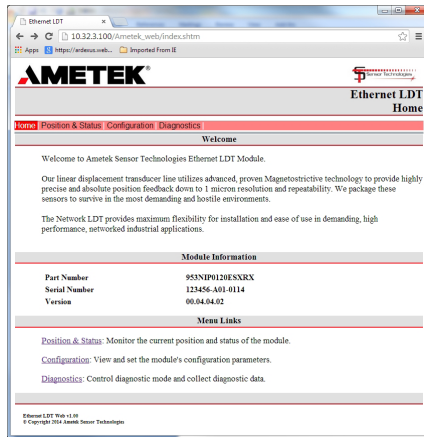 Ethernet LDT
10.32.3.100/Ametek_web/index.shtm
Apps https://ardexus.web... Imported From IE
AMETEK®
Sensor Technologies
Ethernet LDT
Home
Home Position & Status Configuration Diagnostics
Welcome
Welcome to Ametek Sensor Technologies Ethernet LDT Module.
Our linear displacement transducer line utilizes advanced, proven Magnetostrictive technology to provide highly
precise and absolute position feedback down to 1 micron resolution and repeatability. We package these
sensors to survive in the most demanding and hostile environments.
The Network LDT provides maximum flexibility for installation and ease of use in demanding, high
performance, networked industrial applications.
Module Information
Part Number 953NIP0120ESXRX
Serial Number 123456-A01-0114
Version 00.04.04.02
Menu Links
Position & Status: Monitor the current position and status of the module.
Configuration: View and set the module's configuration parameters.
Diagnostics: Control diagnostic mode and collect diagnostic data.
Ethernet LDT Web v1.00
© Copyright 2014 Ametek Sensor Technologies